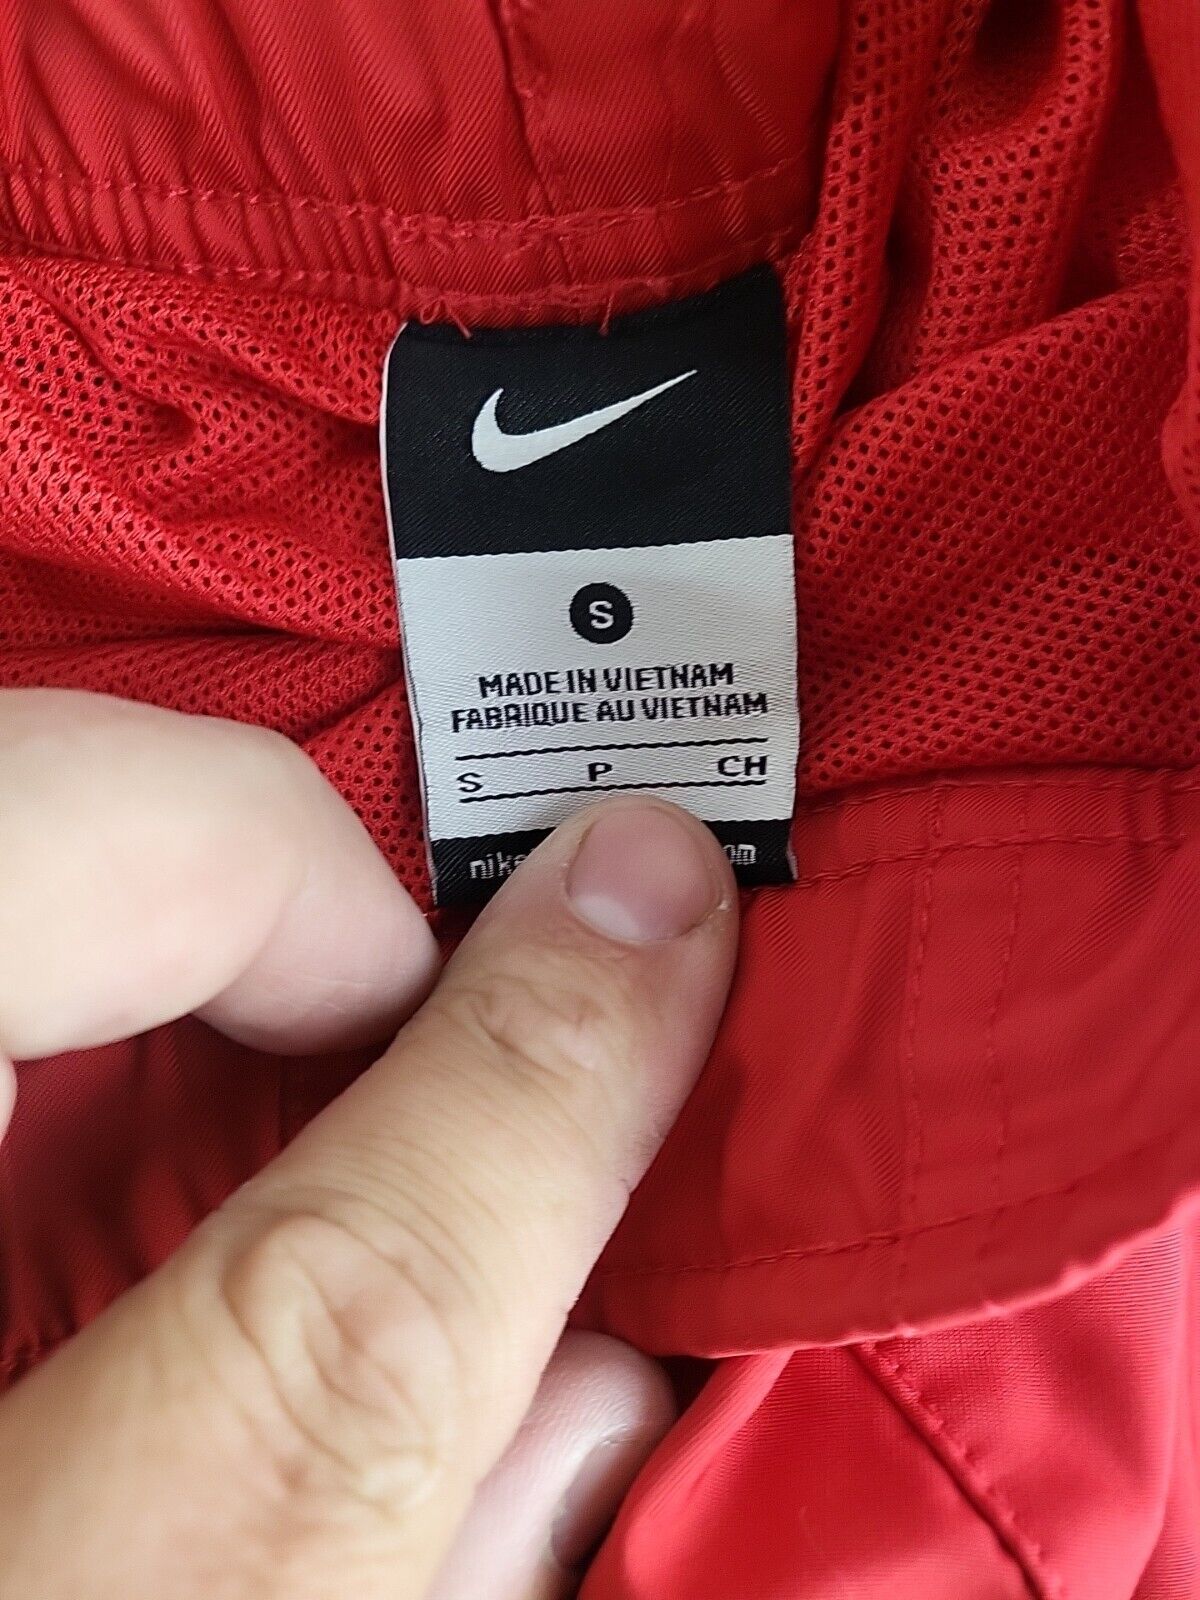 S
MADE IN VIETNAM
FABRIQUE AU VIETNAM
S P CH